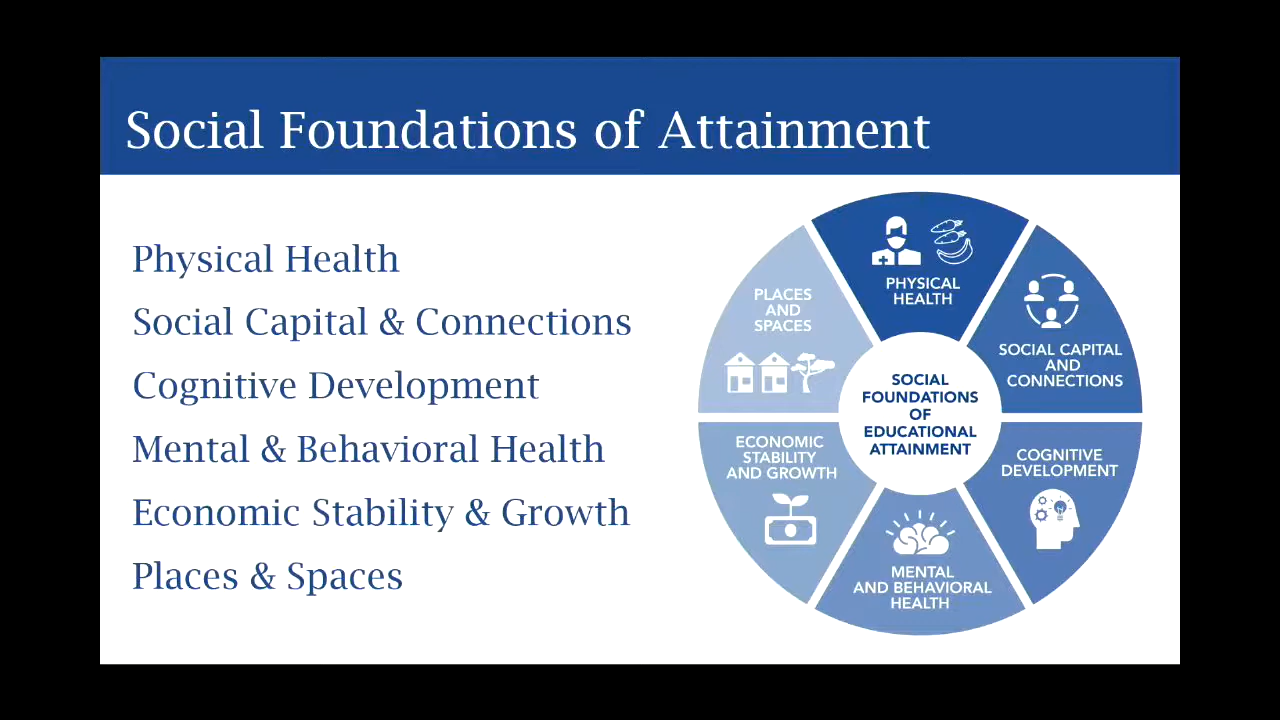 Social Foundations of Attainment
Physical Health
Social Capital & Connections
Cognitive Development
Mental & Behavioral Health
Economic Stability & Growth
Places & Spaces
PHYSICAL
HEALTH
SOCIAL CAPITAL
AND
CONNECTIONS
COGNITIVE
DEVELOPMENT
MENTAL
AND BEHAVIORAL
HEALTH
ECONOMIC
STABILITY
AND GROWTH
PLACES
AND
SPACES
SOCIAL
FOUNDATIONS
OF
EDUCATIONAL
ATTAINMENT